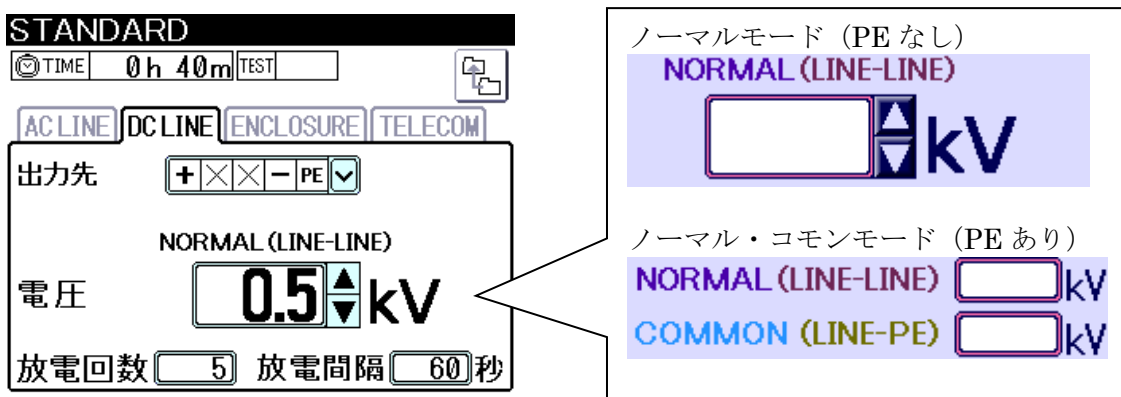 STANDARD
TIME 0h 40m TEST
AC LINE DC LINE ENCLOSURE TELECOM
出力先 + - PE
NORMAL (LINE-LINE)
電圧 0.5 kV
放電回数 5 放電間隔 60 秒
ノーマルモード（PE なし）
NORMAL (LINE-LINE)
kV
ノーマル・コモンモード（PE あり）
NORMAL (LINE-LINE) kV
COMMON (LINE-PE) kV